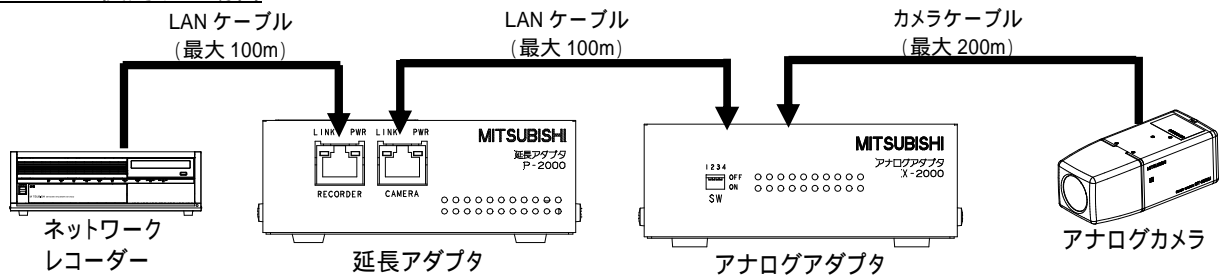 LAN ケーブル
(最大 100m)
LAN ケーブル
(最大 100m)
カメラケーブル
(最大 200m)
LINK PWR LINK PWR
MITSUBISHI
延長アダプタ
P-2000
RECORDER CAMERA
MITSUBISHI
アナログアダプタ
X-2000
1234
OFF
ON
SW
ネットワーク
レコーダー
延長アダプタ
アナログアダプタ
アナログカメラ